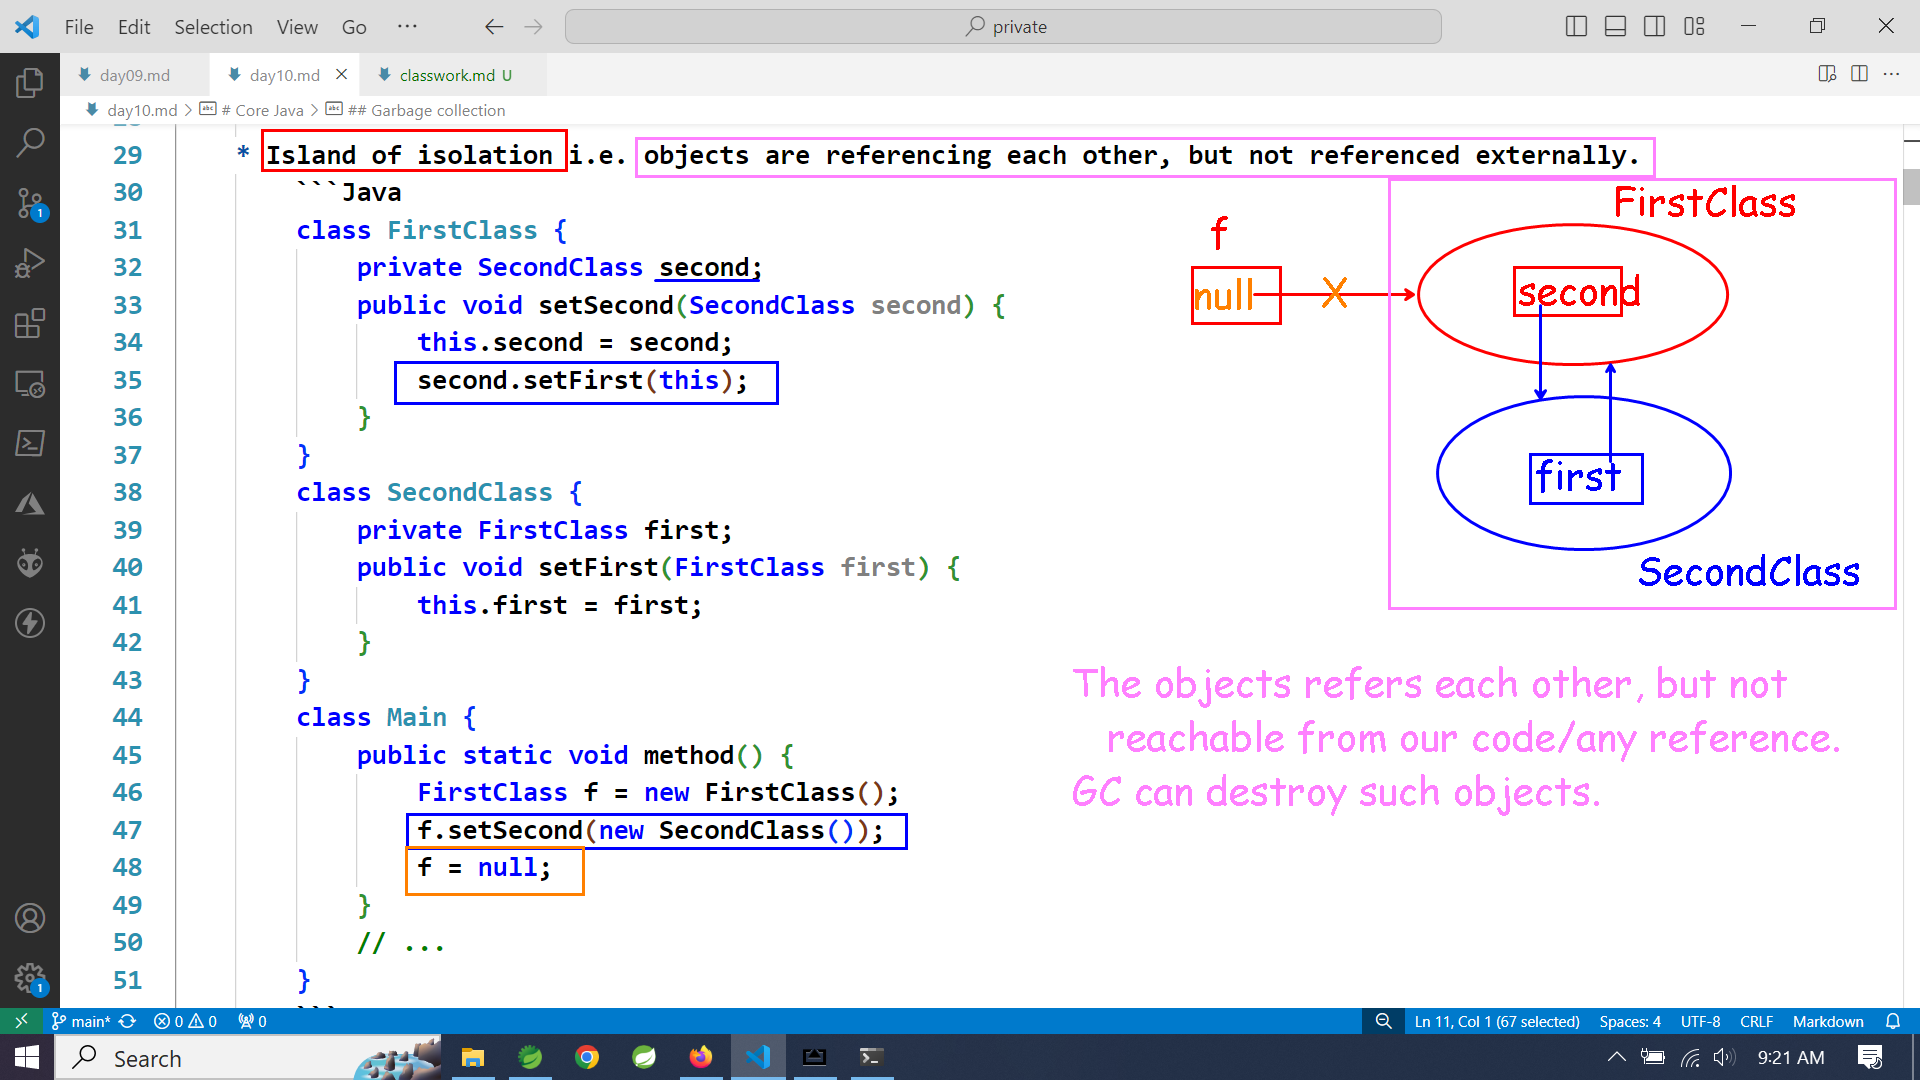 File Edit Selection View Go ···
private
day09.md
day10.md
classwork.md U
day10.md > # Core Java > ## Garbage collection
29 * Island of isolation i.e. objects are referencing each other, but not referenced externally.
30 ```Java
31 class FirstClass {
32 private SecondClass second;
33 public void setSecond(SecondClass second) {
34 this.second = second;
35 second.setFirst(this);
36 }
37 }
38 class SecondClass {
39 private FirstClass first;
40 public void setFirst(FirstClass first) {
41 this.first = first;
42 }
43 }
44 class Main {
45 public static void method() {
46 FirstClass f = new FirstClass();
47 f.setSecond(new SecondClass());
48 f = null;
49 }
50 // ...
51 }
```
FirstClass
f
null
X
second
first
SecondClass
The objects refers each other, but not
reachable from our code/any reference.
GC can destroy such objects.
1
1
main* 0 0 0
Ln 11, Col 1 (67 selected) Spaces: 4 UTF-8 CRLF Markdown
Search
9:21 AM